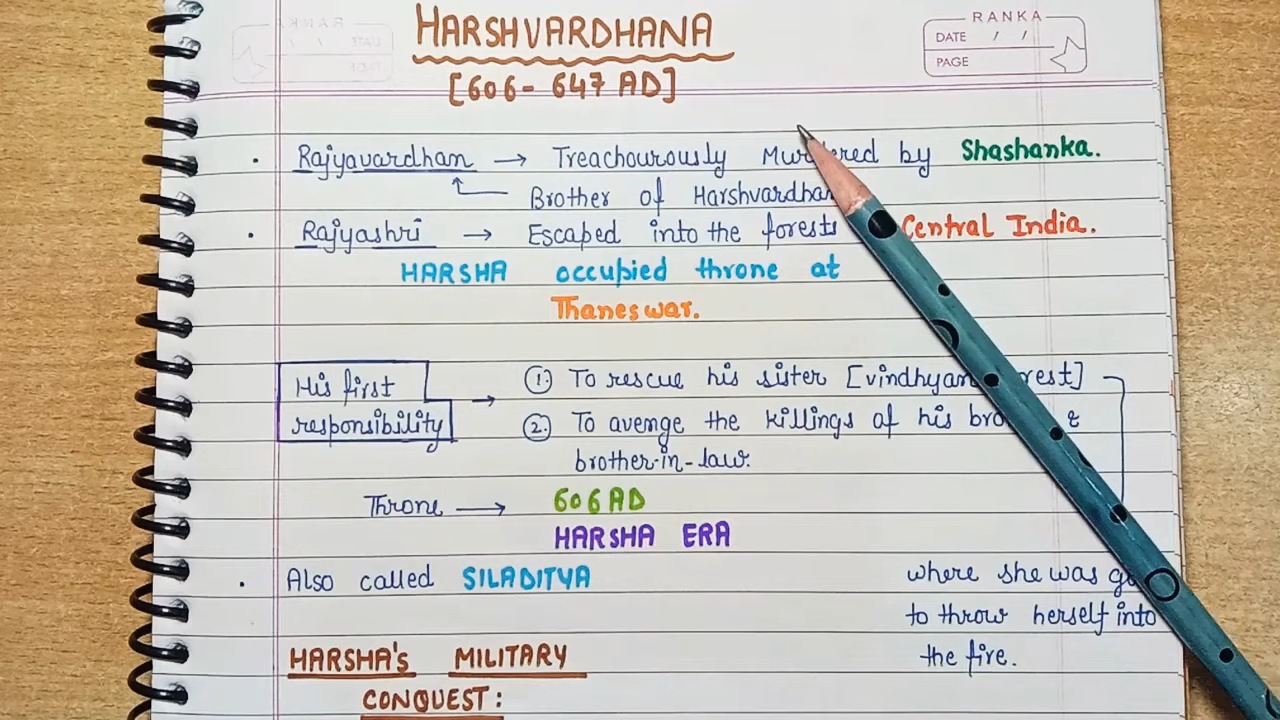 HARSHVARDHANA
[606-647 AD]
RANKA
DATE / /
PAGE
. Rajyavardhan → Treachourously Murdered by Shashanka.
Brother of Harshvardhan
. Rajyashri → Escaped into the forests Central India.
HARSHA occupied throne at
Thaneswar.
His first
responsibility → ① To rescue his sister [vindhyan
② To avenge the killings of his &
brother-in-law.
Throne → 606 AD
HARSHA ERA
. Also called SILADITYA
where she was
to throw herself into
the fire.
HARSHA's MILITARY
CONQUEST: